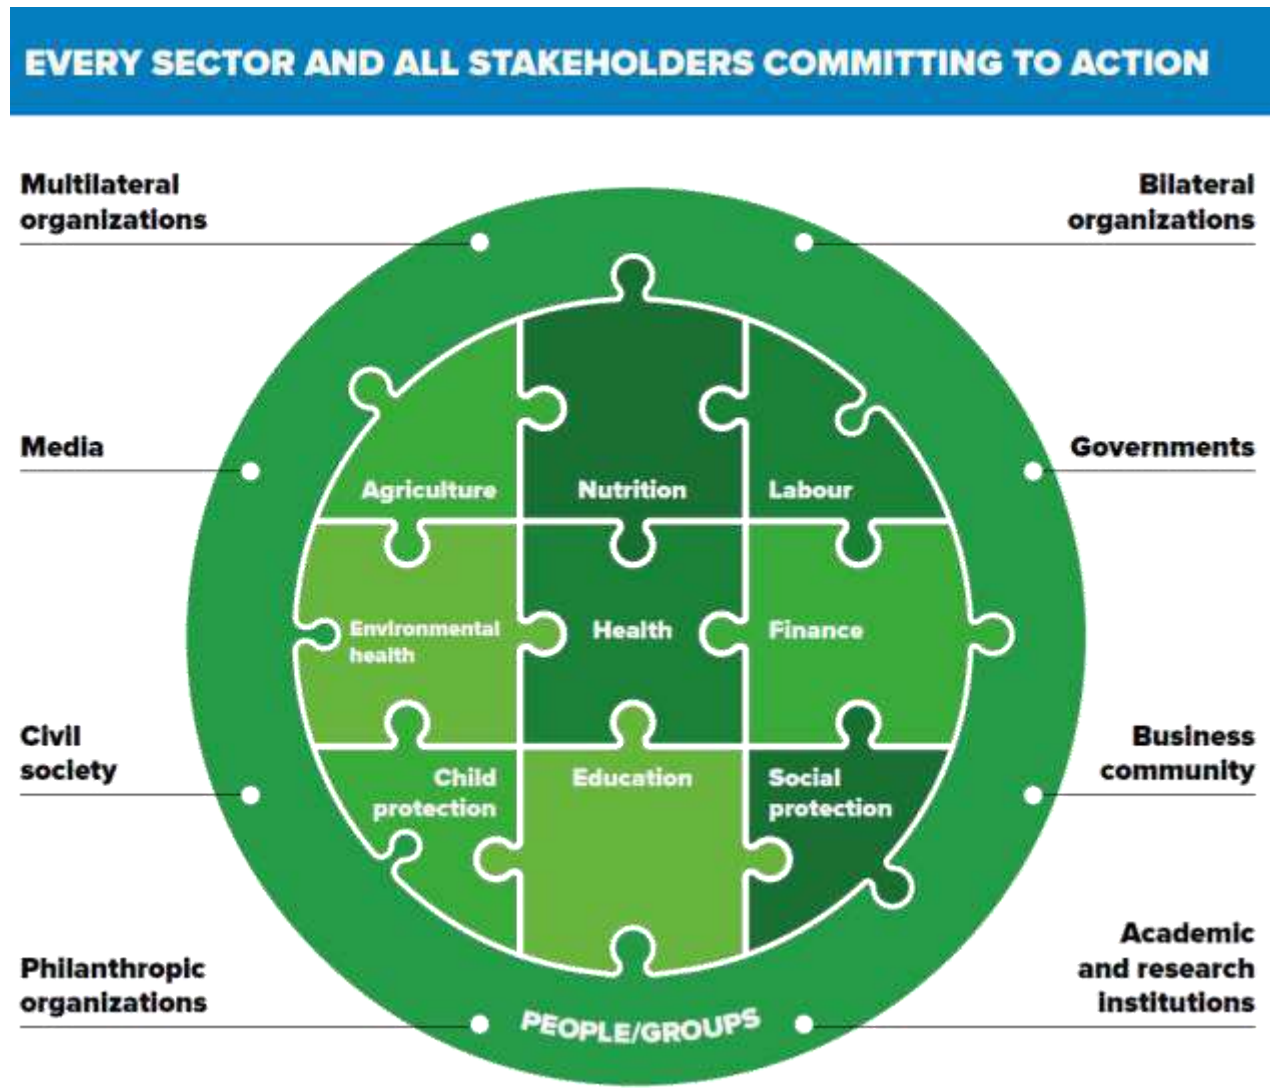 EVERY SECTOR AND ALL STAKEHOLDERS COMMITTING TO ACTION
Multilateral
organizations
Bilateral
organizations
Media
Governments
Agriculture
Nutrition
Labour
Environmental
health
Health
Finance
Civil
society
Business
community
Child
protection
Education
Social
protection
Philanthropic
organizations
Academic
and research
institutions
PEOPLE/GROUPS